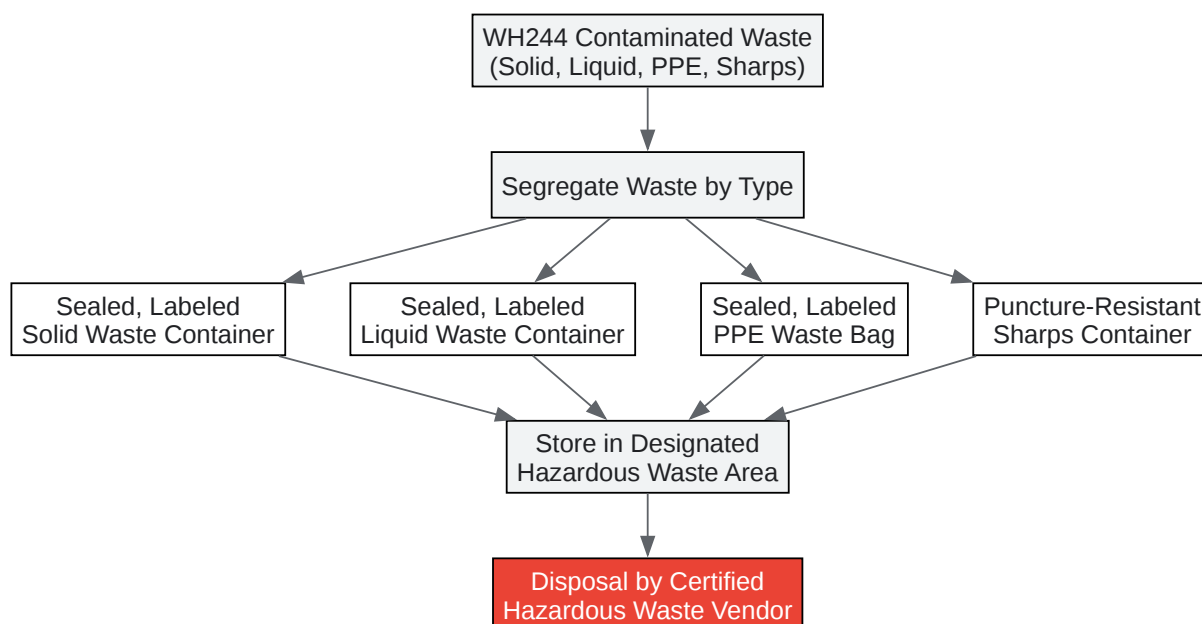 WH244 Contaminated Waste
(Solid, Liquid, PPE, Sharps)
Segregate Waste by Type
Sealed, Labeled
Solid Waste Container
Sealed, Labeled
Liquid Waste Container
Sealed, Labeled
PPE Waste Bag
Puncture-Resistant
Sharps Container
Store in Designated
Hazardous Waste Area
Disposal by Certified
Hazardous Waste Vendor